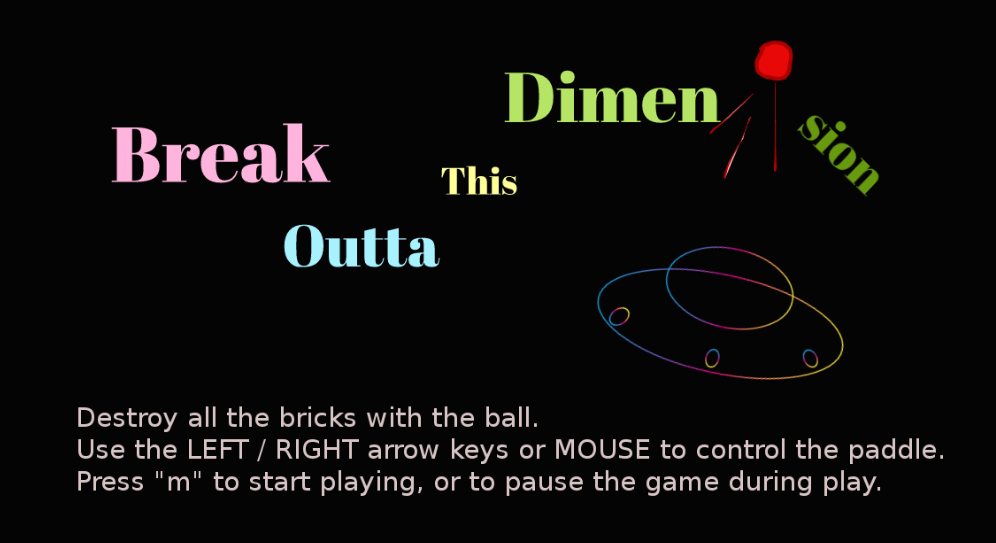 Break
Outta
This
Dimen
sion
Destroy all the bricks with the ball.
Use the LEFT / RIGHT arrow keys or MOUSE to control the paddle.
Press "m" to start playing, or to pause the game during play.